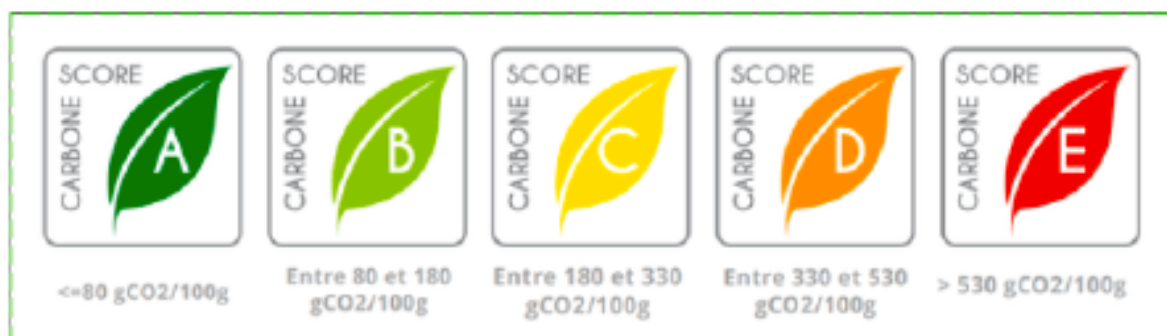 SCORE
CARBONE
A
SCORE
CARBONE
B
SCORE
CARBONE
C
SCORE
CARBONE
D
SCORE
CARBONE
E
<=80 gCO2/100g
Entre 80 et 180
gCO2/100g
Entre 180 et 330
gCO2/100g
Entre 330 et 530
gCO2/100g
> 530 gCO2/100g